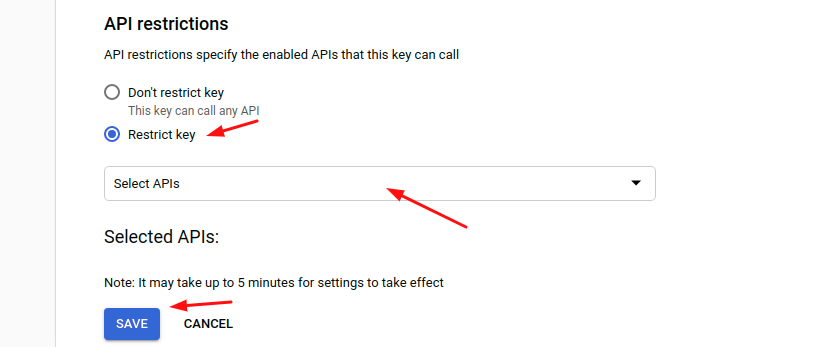 API restrictions
API restrictions specify the enabled APIs that this key can call
Don't restrict key
This key can call any API
Restrict key
Select APIs
Selected APIs:
Note: It may take up to 5 minutes for settings to take effect
SAVE CANCEL